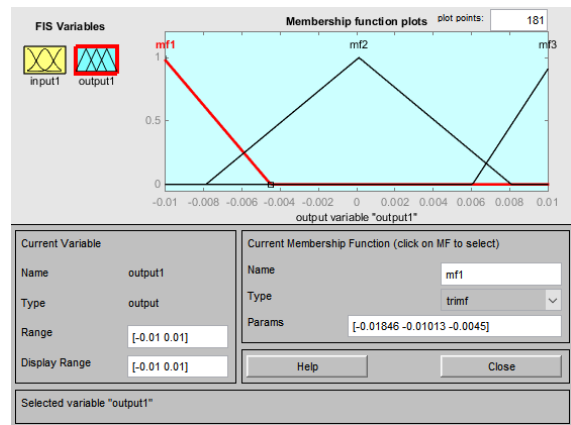 FIS Variables
Membership function plots
plot points:
181
input1
output1
mf1
mf2
mf3
1
0.5
0
-0.01 -0.008 -0.006 -0.004 -0.002 0 0.002 0.004 0.006 0.008 0.01
output variable "output1"
Current Variable
Name output1
Type output
Range [-0.01 0.01]
Display Range [-0.01 0.01]
Current Membership Function (click on MF to select)
Name mf1
Type trimf
Params [-0.01846 -0.01013 -0.0045]
Help
Close
Selected variable "output1"